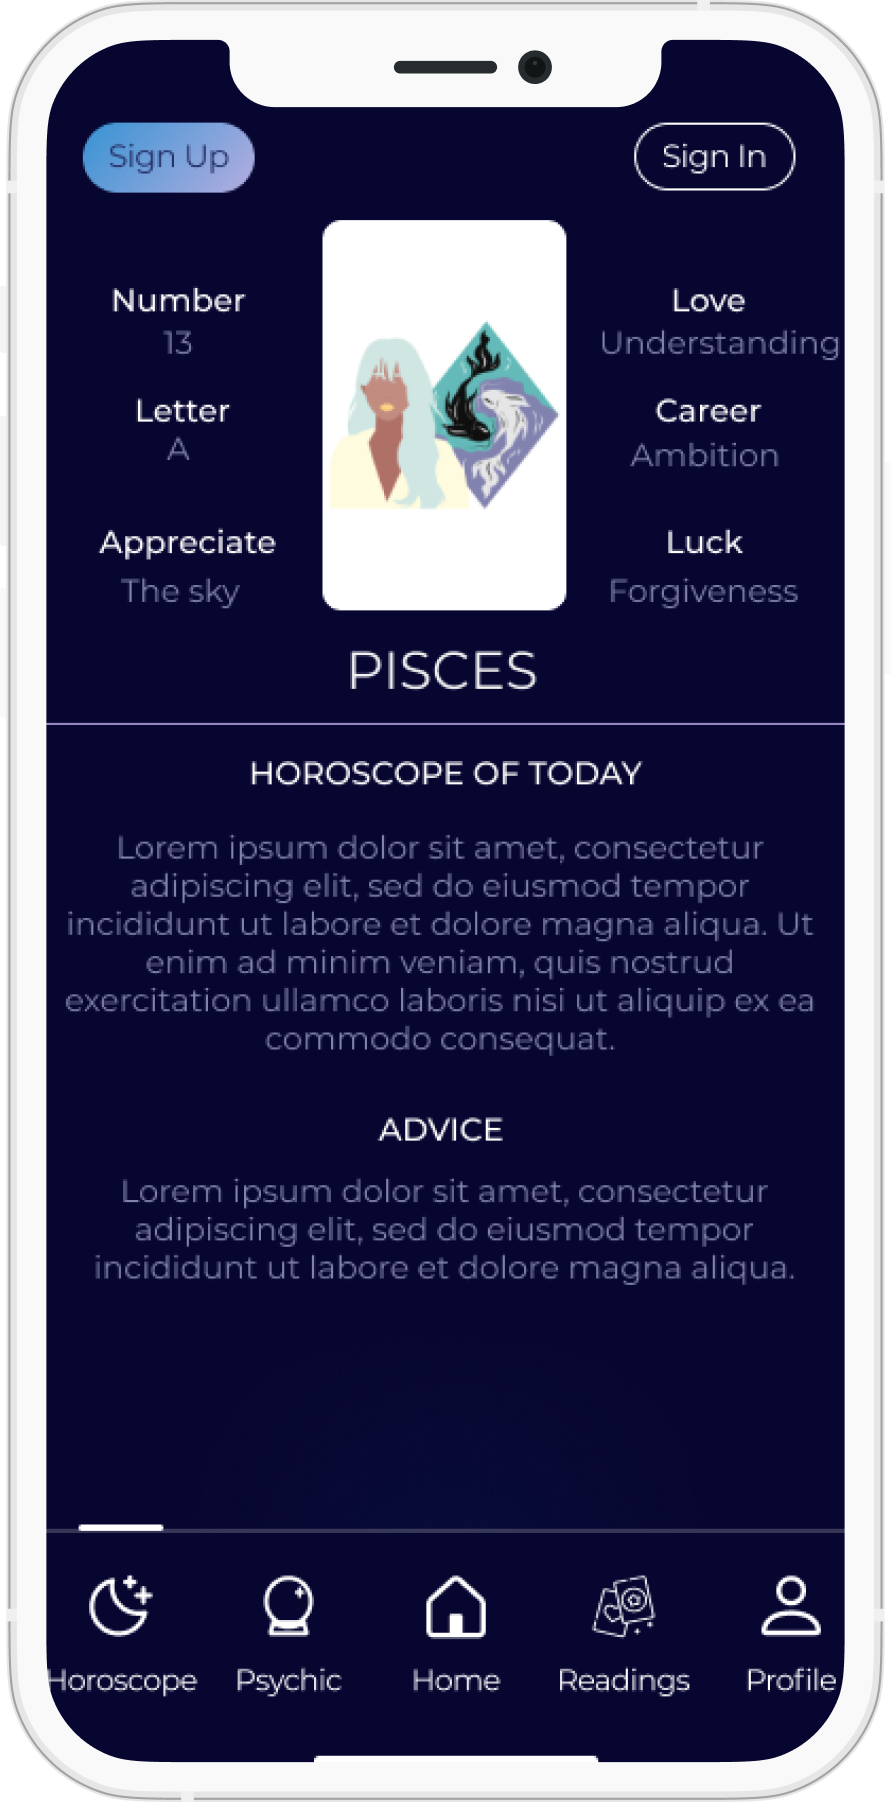 Sign Up
Sign In
Number
13
Letter
A
Appreciate
The sky
Love
Understanding
Career
Ambition
Luck
Forgiveness
PISCES
HOROSCOPE OF TODAY
Lorem ipsum dolor sit amet, consectetur
adipiscing elit, sed do eiusmod tempor
incididunt ut labore et dolore magna aliqua. Ut
enim ad minim veniam, quis nostrud
exercitation ullamco laboris nisi ut aliquip ex ea
commodo consequat.
ADVICE
Lorem ipsum dolor sit amet, consectetur
adipiscing elit, sed do eiusmod tempor
incididunt ut labore et dolore magna aliqua.
Horoscope
Psychic
Home
Readings
Profile